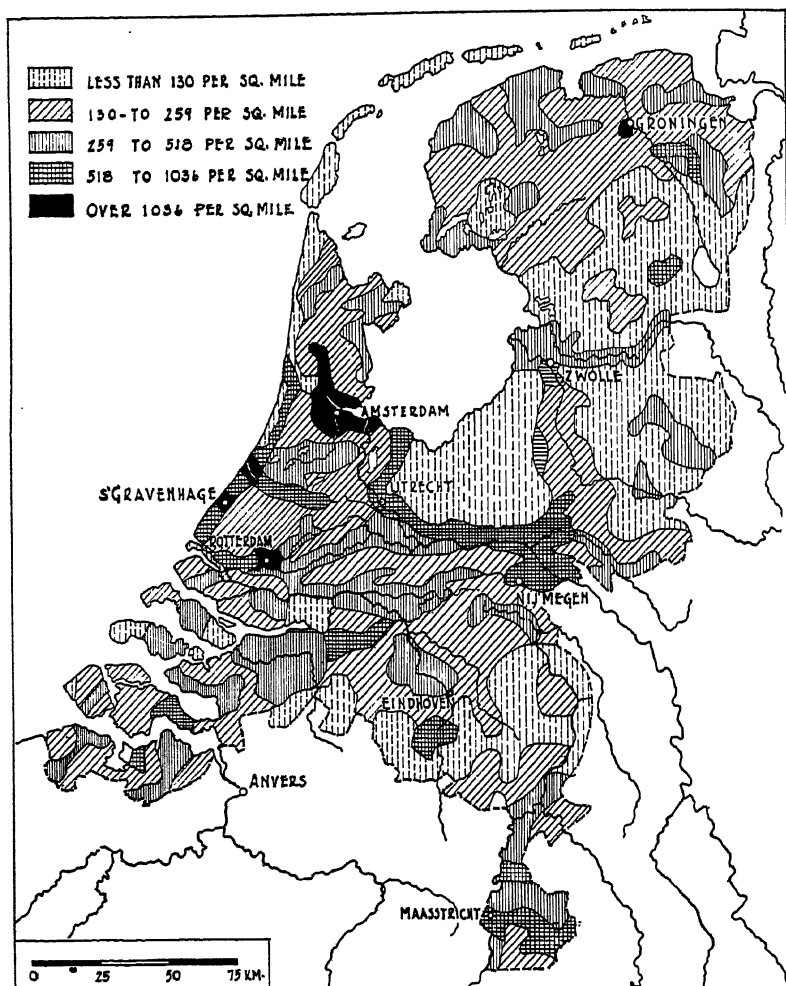 LESS THAN 130 PER SQ. MILE
130-TO 259 PER SQ. MILE
259 TO 518 PER SQ. MILE
518 TO 1036 PER SQ. MILE
OVER 1036 PER SQ. MILE
GRONINGEN
ZWOLLE
AMSTERDAM
UTRECHT
S'GRAVENHAGE
ROTTERDAM
NIJMEGEN
EINDHOVEN
ANVERS
MAASSTRICHT
0 25 50 75 KM.